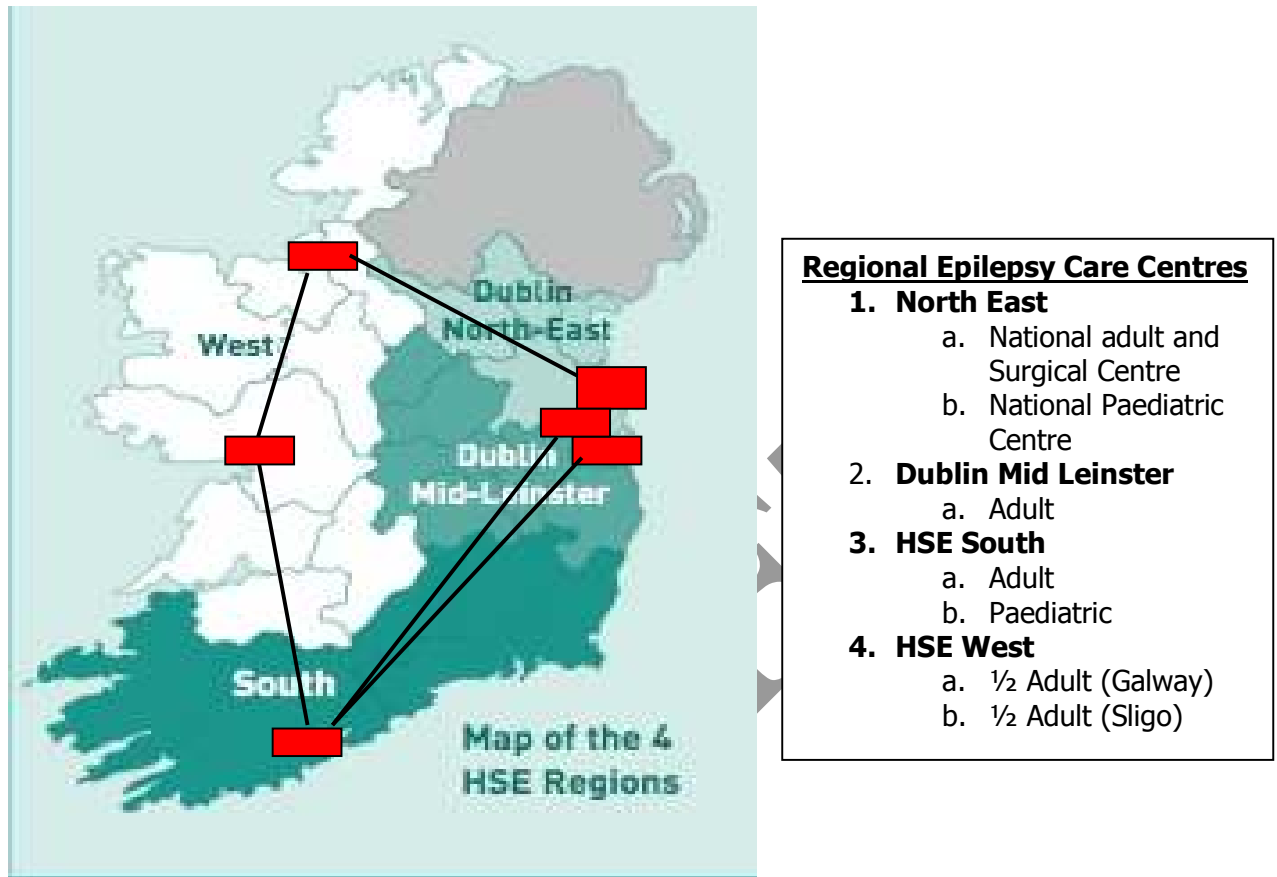 Dublin
North-East
West
Dublin
Mid-Leinster
South
Map of the 4
HSE Regions
Regional Epilepsy Care Centres
1. North East
a. National adult and
Surgical Centre
b. National Paediatric
Centre
2. Dublin Mid Leinster
a. Adult
3. HSE South
a. Adult
b. Paediatric
4. HSE West
a. ½ Adult (Galway)
b. ½ Adult (Sligo)